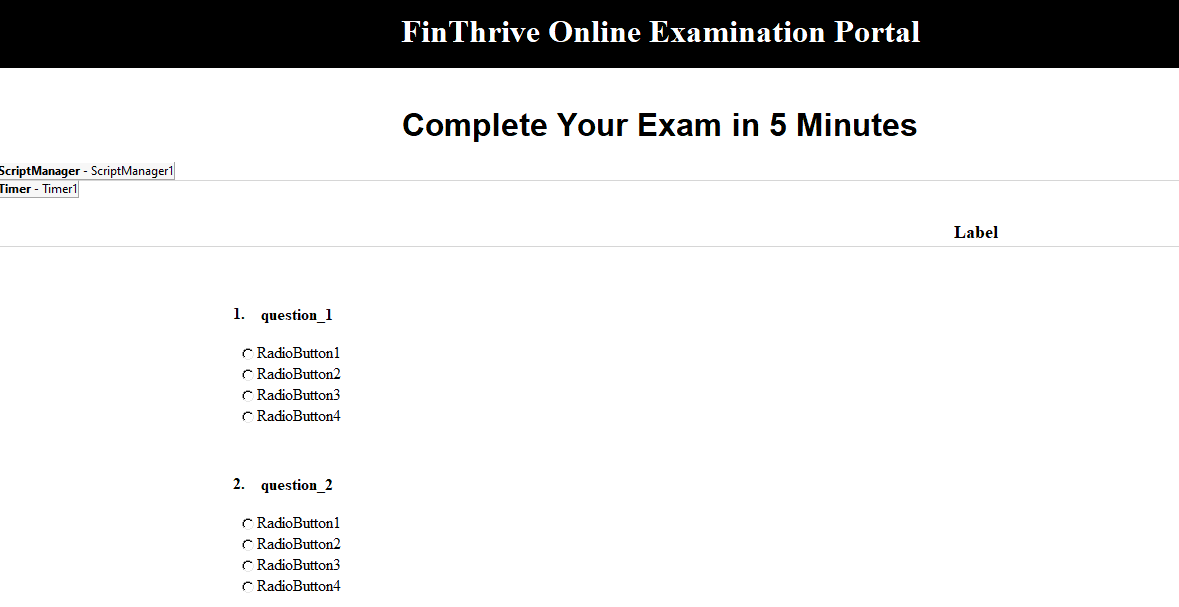 FinThrive Online Examination Portal
Complete Your Exam in 5 Minutes
ScriptManager - ScriptManager1
Timer - Timer1
Label
1. question_1
RadioButton1
RadioButton2
RadioButton3
RadioButton4
2. question_2
RadioButton1
RadioButton2
RadioButton3
RadioButton4